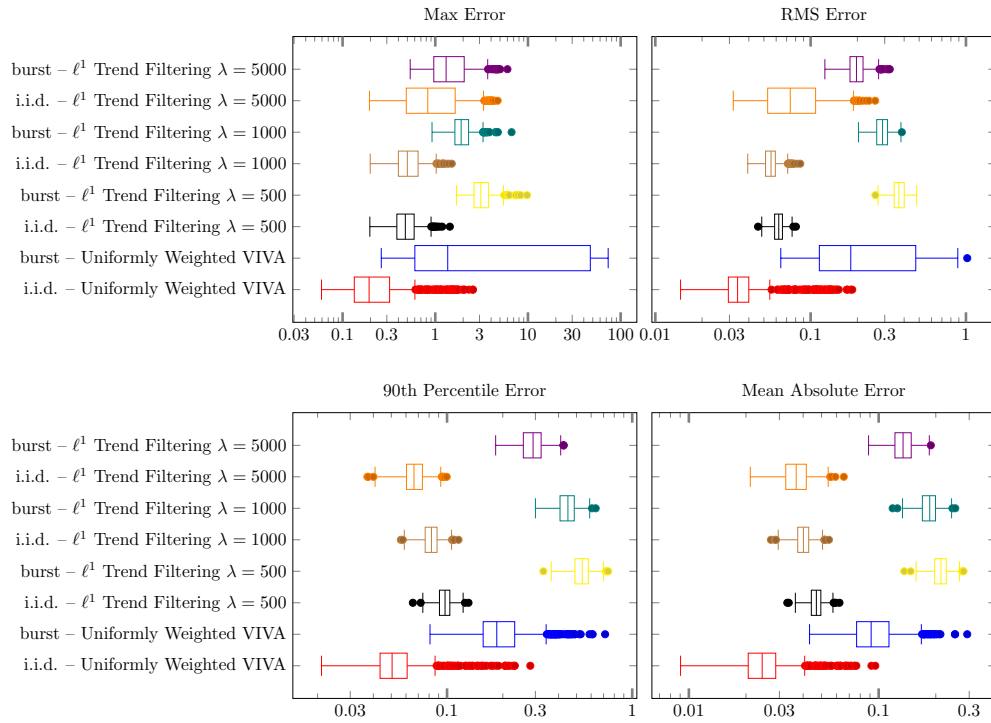 Max Error
RMS Error
burst – ℓ¹ Trend Filtering λ = 5000
i.i.d. – ℓ¹ Trend Filtering λ = 5000
burst – ℓ¹ Trend Filtering λ = 1000
i.i.d. – ℓ¹ Trend Filtering λ = 1000
burst – ℓ¹ Trend Filtering λ = 500
i.i.d. – ℓ¹ Trend Filtering λ = 500
burst – Uniformly Weighted VIVA
i.i.d. – Uniformly Weighted VIVA
0.03 0.1 0.3 1 3 10 30 100
0.01 0.03 0.1 0.3 1
90th Percentile Error
Mean Absolute Error
burst – ℓ¹ Trend Filtering λ = 5000
i.i.d. – ℓ¹ Trend Filtering λ = 5000
burst – ℓ¹ Trend Filtering λ = 1000
i.i.d. – ℓ¹ Trend Filtering λ = 1000
burst – ℓ¹ Trend Filtering λ = 500
i.i.d. – ℓ¹ Trend Filtering λ = 500
burst – Uniformly Weighted VIVA
i.i.d. – Uniformly Weighted VIVA
0.03 0.1 0.3 1
0.01 0.03 0.1 0.3